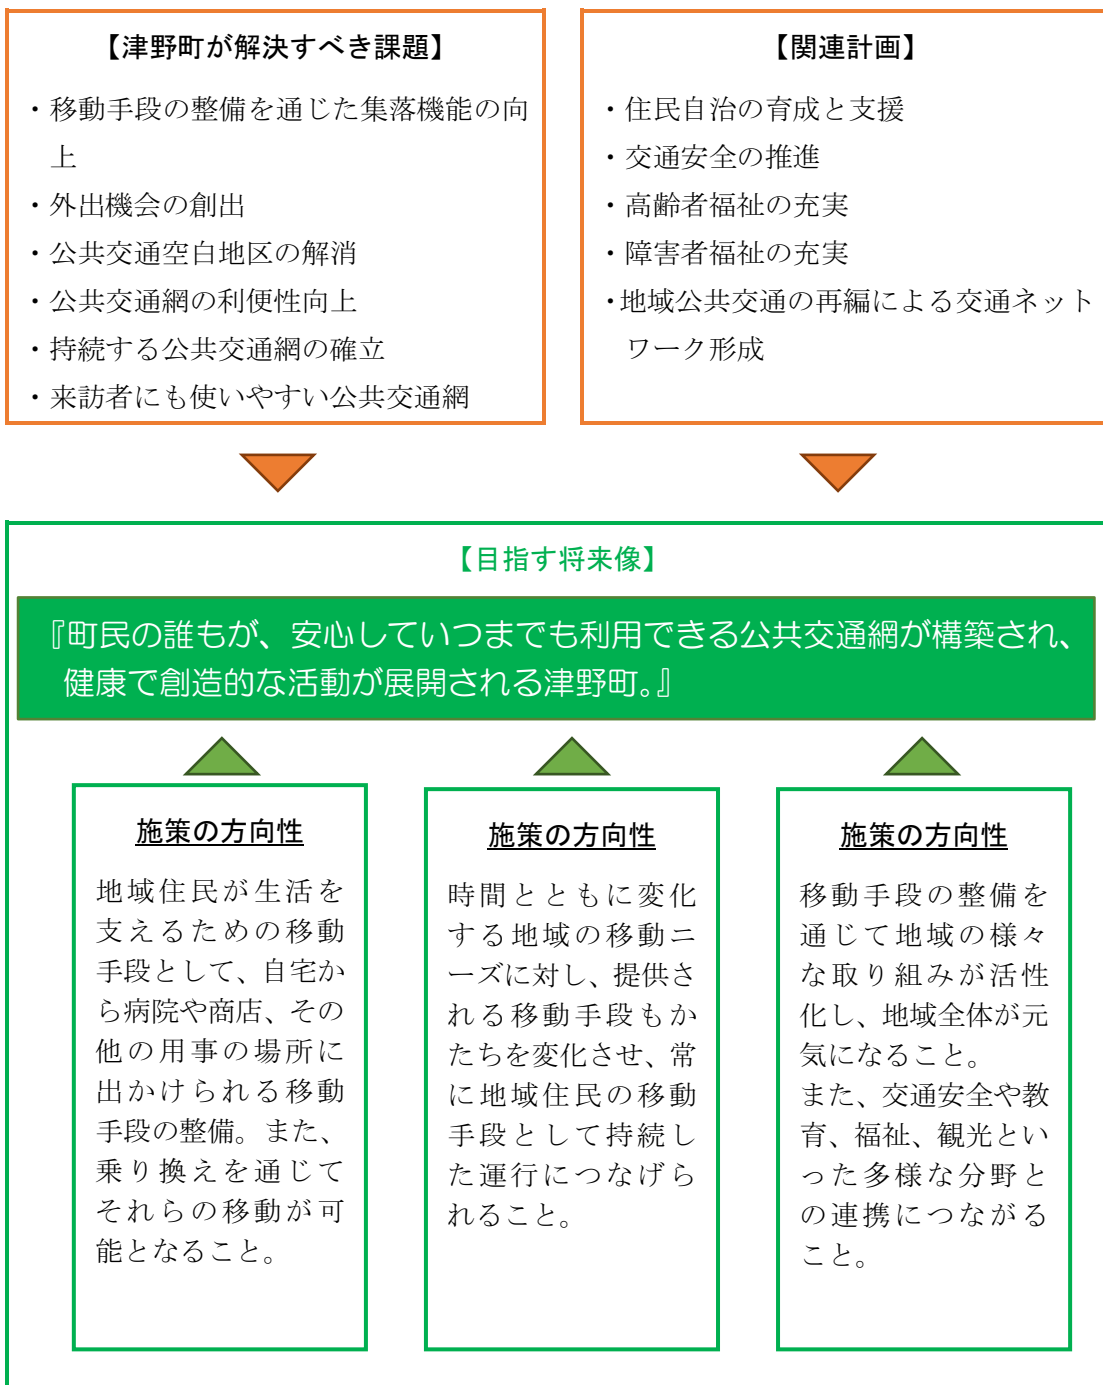 【津野町が解決すべき課題】
・移動手段の整備を通じた集落機能の向
上
・外出機会の創出
・公共交通空白地区の解消
・公共交通網の利便性向上
・持続する公共交通網の確立
・来訪者にも使いやすい公共交通網
【関連計画】
・住民自治の育成と支援
・交通安全の推進
・高齢者福祉の充実
・障害者福祉の充実
・地域公共交通の再編による交通ネット
ワーク形成
【目指す将来像】
『町民の誰もが、安心していつまでも利用できる公共交通網が構築され、
健康で創造的な活動が展開される津野町。』
施策の方向性
地域住民が生活を
支えるための移動
手段として、自宅か
ら病院や商店、その
他の用事の場所に
出かけられる移動
手段の整備。また、
乗り換えを通じて
それらの移動が可
能となること。
施策の方向性
時間とともに変化
する地域の移動ニ
ーズに対し、提供さ
れる移動手段もか
たちを変化させ、常
に地域住民の移動
手段として持続し
た運行につなげら
れること。
施策の方向性
移動手段の整備を
通じて地域の様々
な取り組みが活性
化し、地域全体が元
気になること。
また、交通安全や教
育、福祉、観光とい
った多様な分野と
の連携につながる
こと。